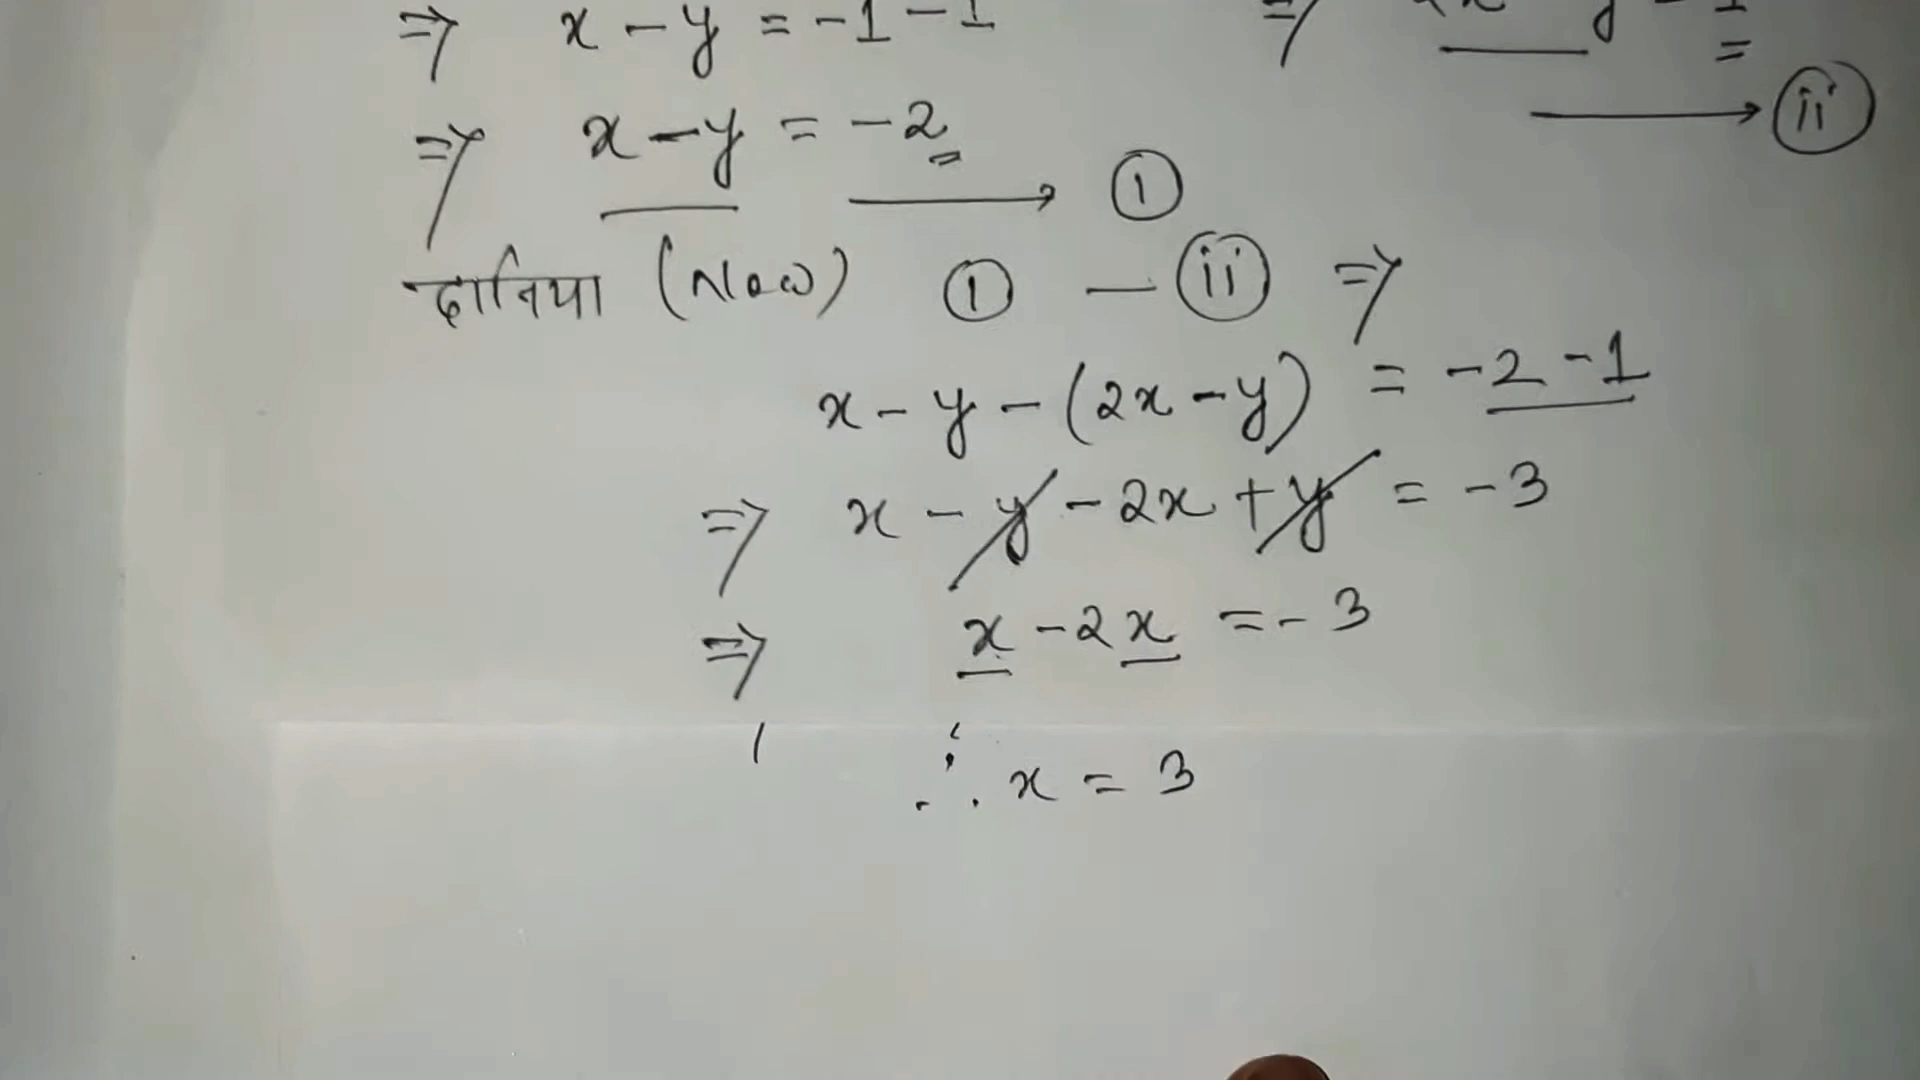 ⇒ x - y = -1 - 1
⇒ x - y = -2 → ①
→ ⓘⓘ
दानिया (Now) ① - ⓘⓘ ⇒
x - y - (2x - y) = -2 - 1
⇒ x - y - 2x + y = -3
⇒ x - 2x = -3
∴ x = 3